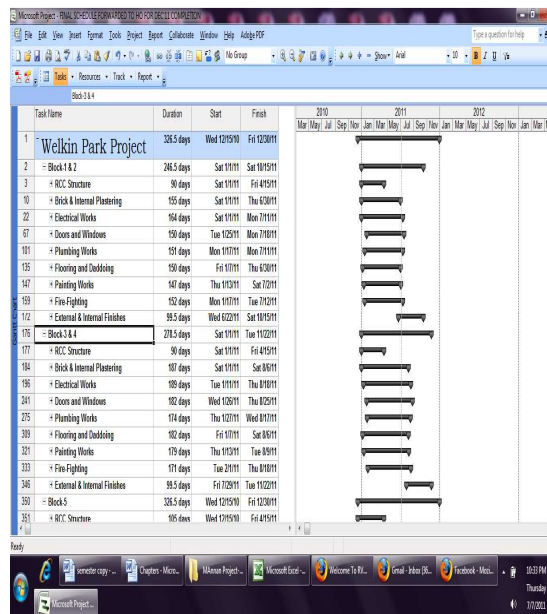 Microsoft Project - FINAL SCHEDULE FORWARDED TO HO FOR DEC'11 COMPLETION
File Edit View Insert Format Tools Project Report Collaborate Window Help Adobe PDF
Type a question for help
No Group Show Arial 10 B I U
Tasks Resources Track Report
Block-3 & 4
Task Name Duration Start Finish 2010 2011 2012
Mar May Jul Sep Nov Jan Mar May Jul Sep Nov Jan Mar May Jul Sep Nov Jan Mar
1 Welkin Park Project 326.5 days Wed 12/15/10 Fri 12/30/11
2 Block-1 & 2 246.5 days Sat 1/1/11 Sat 10/15/11
3 RCC Structure 90 days Sat 1/1/11 Fri 4/15/11
10 Brick & Internal Plastering 155 days Sat 1/1/11 Thu 6/30/11
22 Electrical Works 164 days Sat 1/1/11 Mon 7/11/11
67 Doors and Windows 150 days Tue 1/25/11 Mon 7/18/11
101 Plumbing Works 151 days Mon 1/17/11 Mon 7/11/11
135 Flooring and Daddoing 150 days Fri 1/7/11 Thu 6/30/11
147 Painting Works 147 days Thu 1/13/11 Sat 7/2/11
159 Fire-Fighting 152 days Mon 1/17/11 Tue 7/12/11
172 External & Internal Finishes 99.5 days Wed 6/22/11 Sat 10/15/11
176 Block-3 & 4 278.5 days Sat 1/1/11 Tue 11/22/11
177 RCC Structure 90 days Sat 1/1/11 Fri 4/15/11
184 Brick & Internal Plastering 187 days Sat 1/1/11 Sat 8/6/11
196 Electrical Works 189 days Tue 1/11/11 Thu 8/18/11
241 Doors and Windows 182 days Wed 1/26/11 Thu 8/25/11
275 Plumbing Works 174 days Thu 1/27/11 Wed 8/17/11
309 Flooring and Daddoing 182 days Fri 1/7/11 Sat 8/6/11
321 Painting Works 179 days Thu 1/13/11 Tue 8/9/11
333 Fire-Fighting 171 days Tue 2/1/11 Thu 8/18/11
346 External & Internal Finishes 99.5 days Fri 7/29/11 Tue 11/22/11
350 Block-5 326.5 days Wed 12/15/10 Fri 12/30/11
351 RCC Structure 105 days Wed 12/15/10 Fri 4/15/11
Gantt Chart
Ready
semester copy - ... Chapters - Micro... MAnnan Project-... Microsoft Excel -... Welcome To RV... Gmail - Inbox (36... Facebook - Mozi... 10:33 PM
Thursday
Microsoft Project ... 7/7/2011